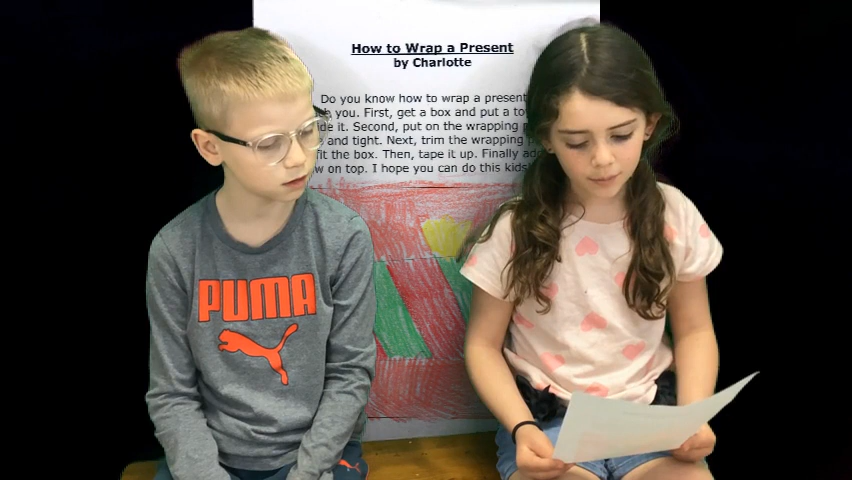 How to Wrap a Present
by Charlotte
Do you know how to wrap a present
you. First, get a box and put a
it. Second, put on the wrapping
and tight. Next, trim the wrapping
fit the box. Then, tape it up. Finally
on top. I hope you can do this kids
PUMA